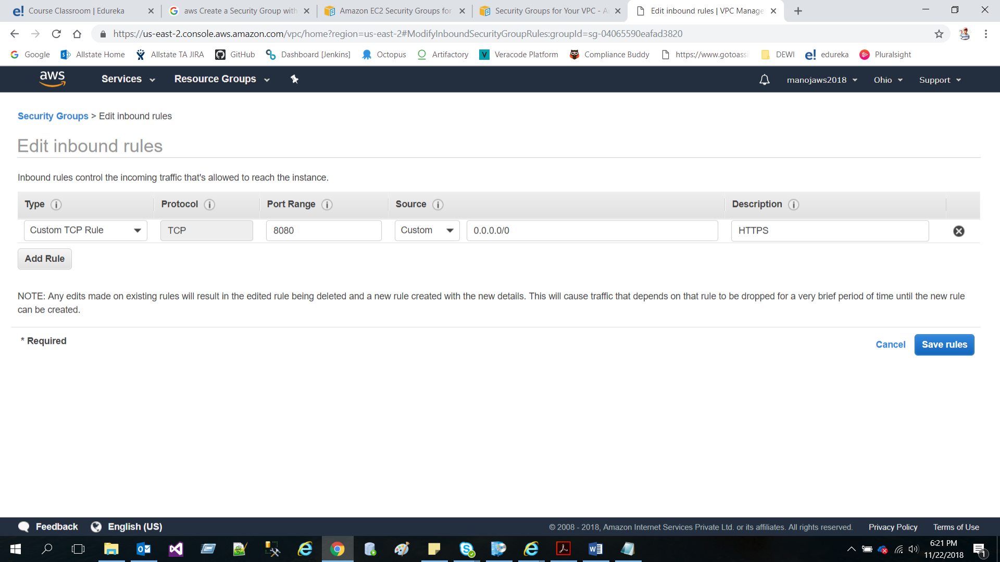 e! Course Classroom | Edureka
aws Create a Security Group with
Amazon EC2 Security Groups for
Security Groups for Your VPC - A
Edit inbound rules | VPC Manage
https://us-east-2.console.aws.amazon.com/vpc/home?region=us-east-2#ModifyInboundSecurityGroupRules:groupId=sg-04065590eafad3820
Google Allstate Home Allstate TA JIRA GitHub Dashboard [Jenkins] Octopus Artifactory V Veracode Platform Compliance Buddy https://www.gotoassi DEWI e! edureka Pluralsight
aws Services Resource Groups manojaws2018 Ohio Support
Security Groups > Edit inbound rules
Edit inbound rules
Inbound rules control the incoming traffic that's allowed to reach the instance.
Type i Protocol i Port Range i Source i Description i
Custom TCP Rule TCP 8080 Custom 0.0.0.0/0 HTTPS
Add Rule
NOTE: Any edits made on existing rules will result in the edited rule being deleted and a new rule created with the new details. This will cause traffic that depends on that rule to be dropped for a very brief period of time until the new rule
can be created.
* Required
Cancel Save rules
Feedback English (US) © 2008 - 2018, Amazon Internet Services Private Ltd. or its affiliates. All rights reserved. Privacy Policy Terms of Use
6:21 PM
11/22/2018
1